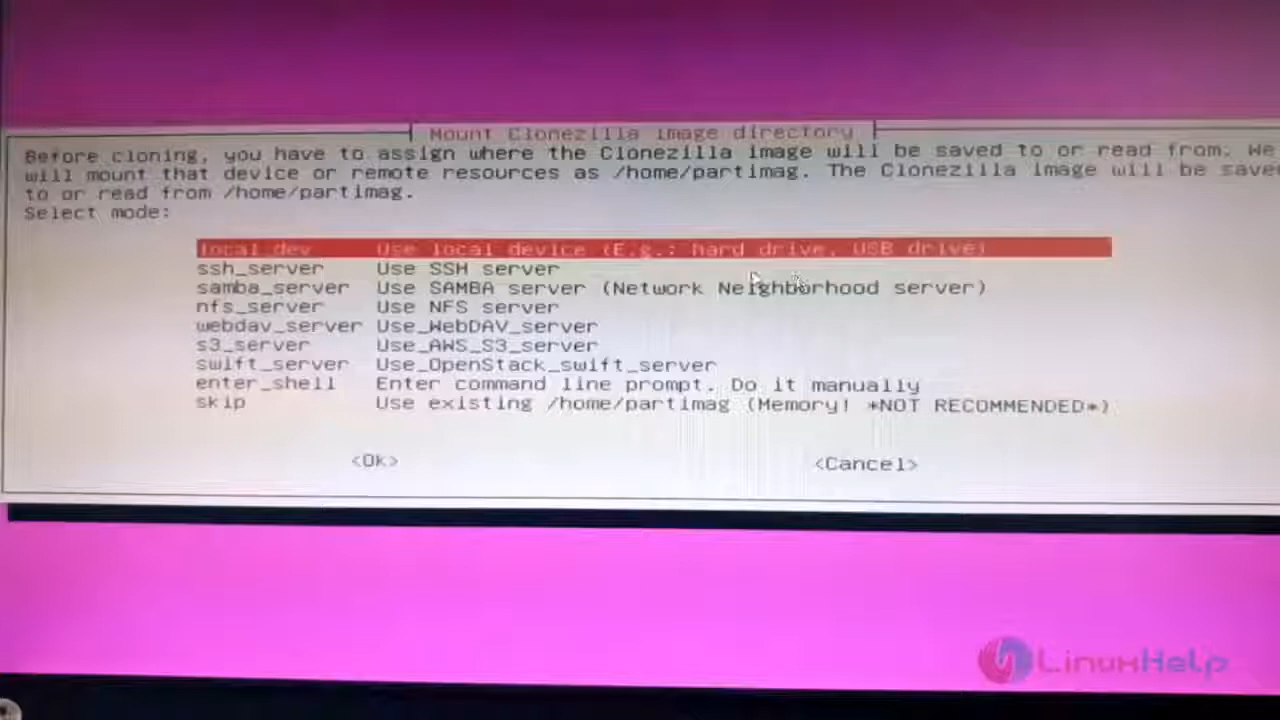 Mount Clonezilla image directory
Before cloning, you have to assign where the Clonezilla image will be saved to or read from. We
will mount that device or remote resources as /home/partimag. The Clonezilla image will be saved
to or read from /home/partimag.
Select mode:
local_dev Use local device (E.g.: hard drive, USB drive)
ssh_server Use SSH server
samba_server Use SAMBA server (Network Neighborhood server)
nfs_server Use NFS server
webdav_server Use_WebDAV_server
s3_server Use_AWS_S3_server
swift_server Use_OpenStack_swift_server
enter_shell Enter command line prompt. Do it manually
skip Use existing /home/partimag (Memory! *NOT RECOMMENDED*)
<Ok> <Cancel>
LinuxHelp